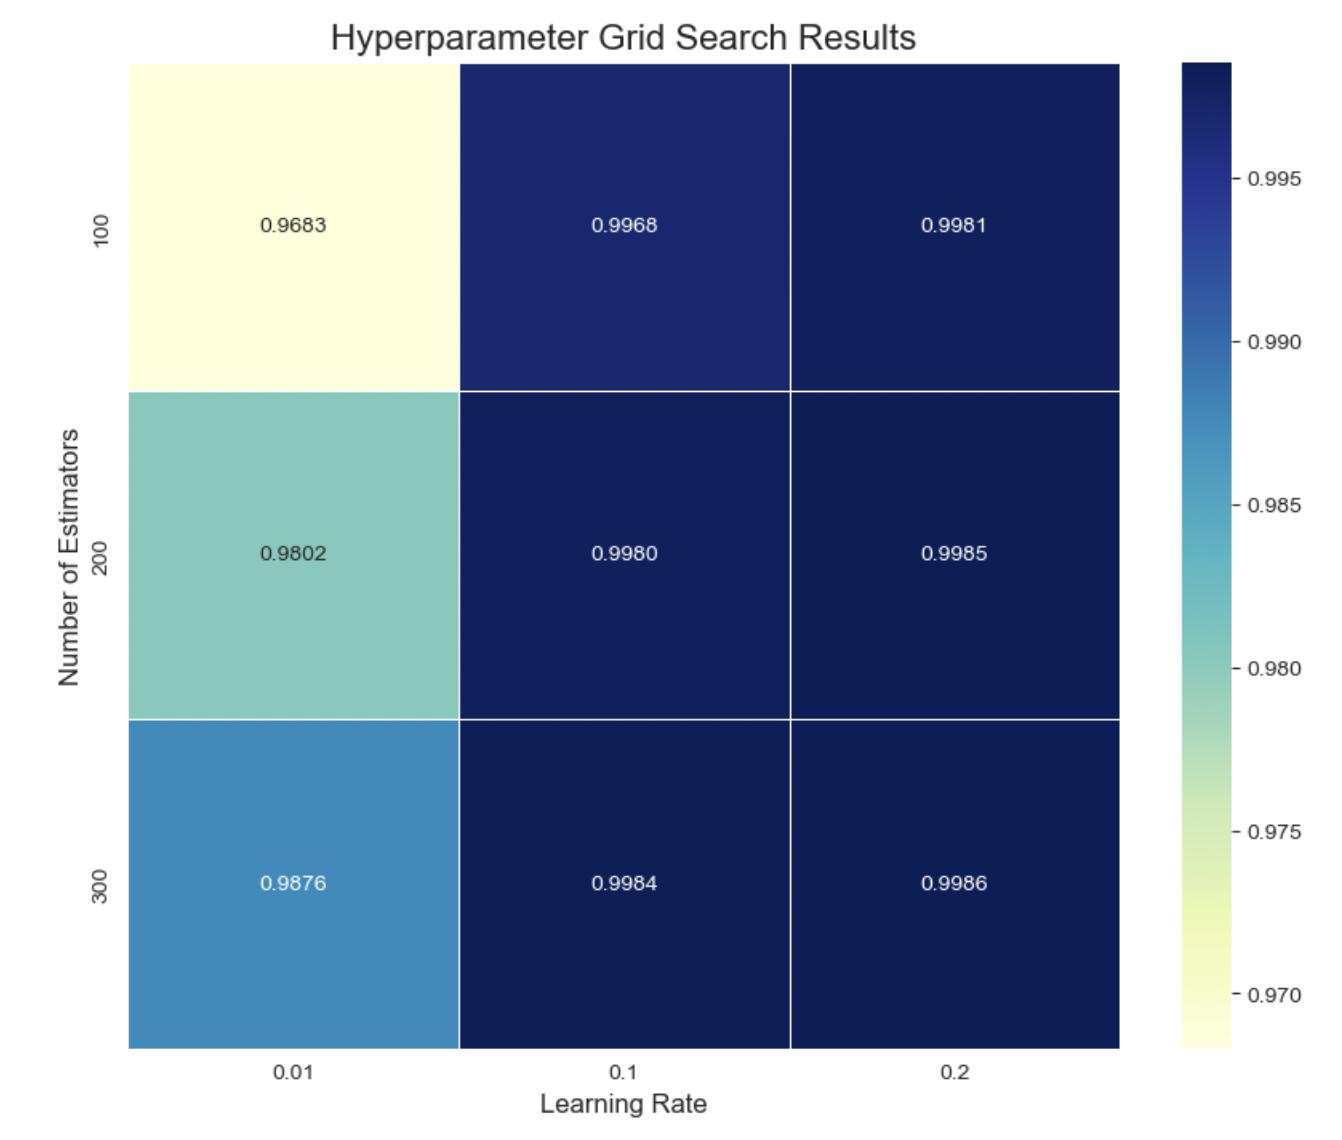 Hyperparameter Grid Search Results
0.9683 0.9968 0.9981
0.9802 0.9980 0.9985
0.9876 0.9984 0.9986
100
200
300
Number of Estimators
0.01 0.1 0.2
Learning Rate
0.995
0.990
0.985
0.980
0.975
0.970